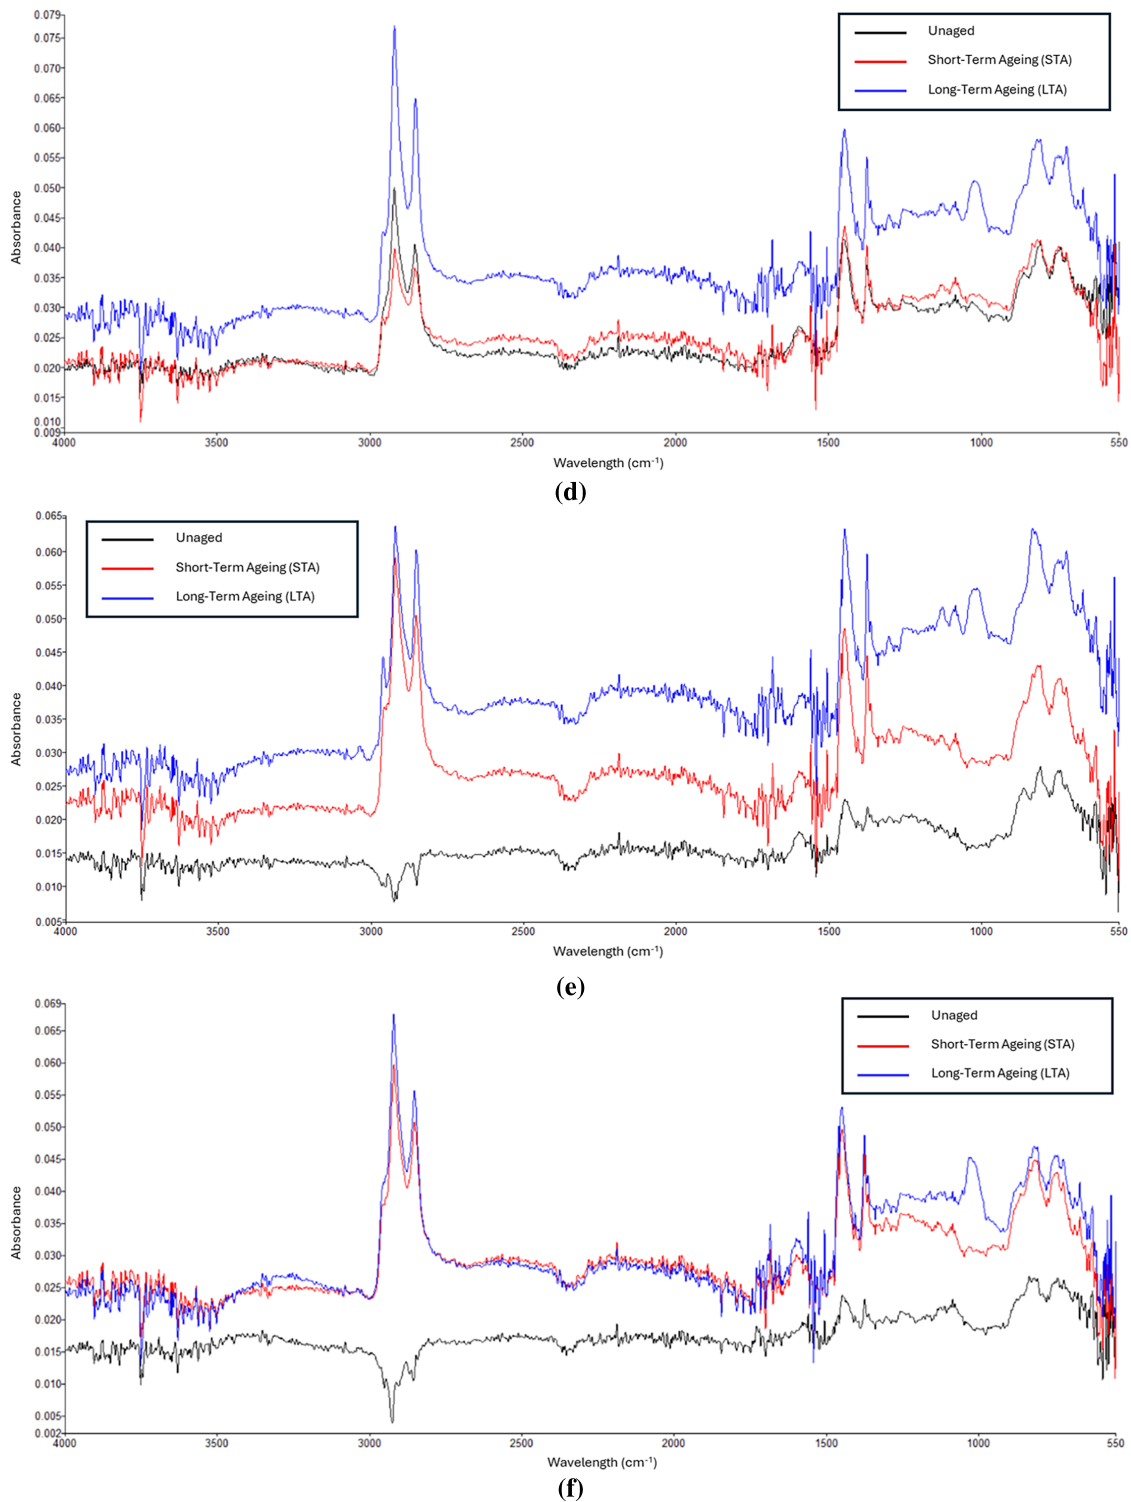 0.079
0.075
0.070
0.065
0.060
0.055
0.050
0.045
0.040
0.035
0.030
0.025
0.020
0.015
0.010
0.009
Absorbance
Unaged
Short-Term Ageing (STA)
Long-Term Ageing (LTA)
4000 3500 3000 2500 2000 1500 1000 550
Wavelength (cm⁻¹)
(d)
0.065
0.060
0.055
0.050
0.045
0.040
0.035
0.030
0.025
0.020
0.015
0.010
0.005
Absorbance
Unaged
Short-Term Ageing (STA)
Long-Term Ageing (LTA)
4000 3500 3000 2500 2000 1500 1000 550
Wavelength (cm⁻¹)
(e)
0.069
0.065
0.060
0.055
0.050
0.045
0.040
0.035
0.030
0.025
0.020
0.015
0.010
0.005
0.002
Absorbance
Unaged
Short-Term Ageing (STA)
Long-Term Ageing (LTA)
4000 3500 3000 2500 2000 1500 1000 550
Wavelength (cm⁻¹)
(f)